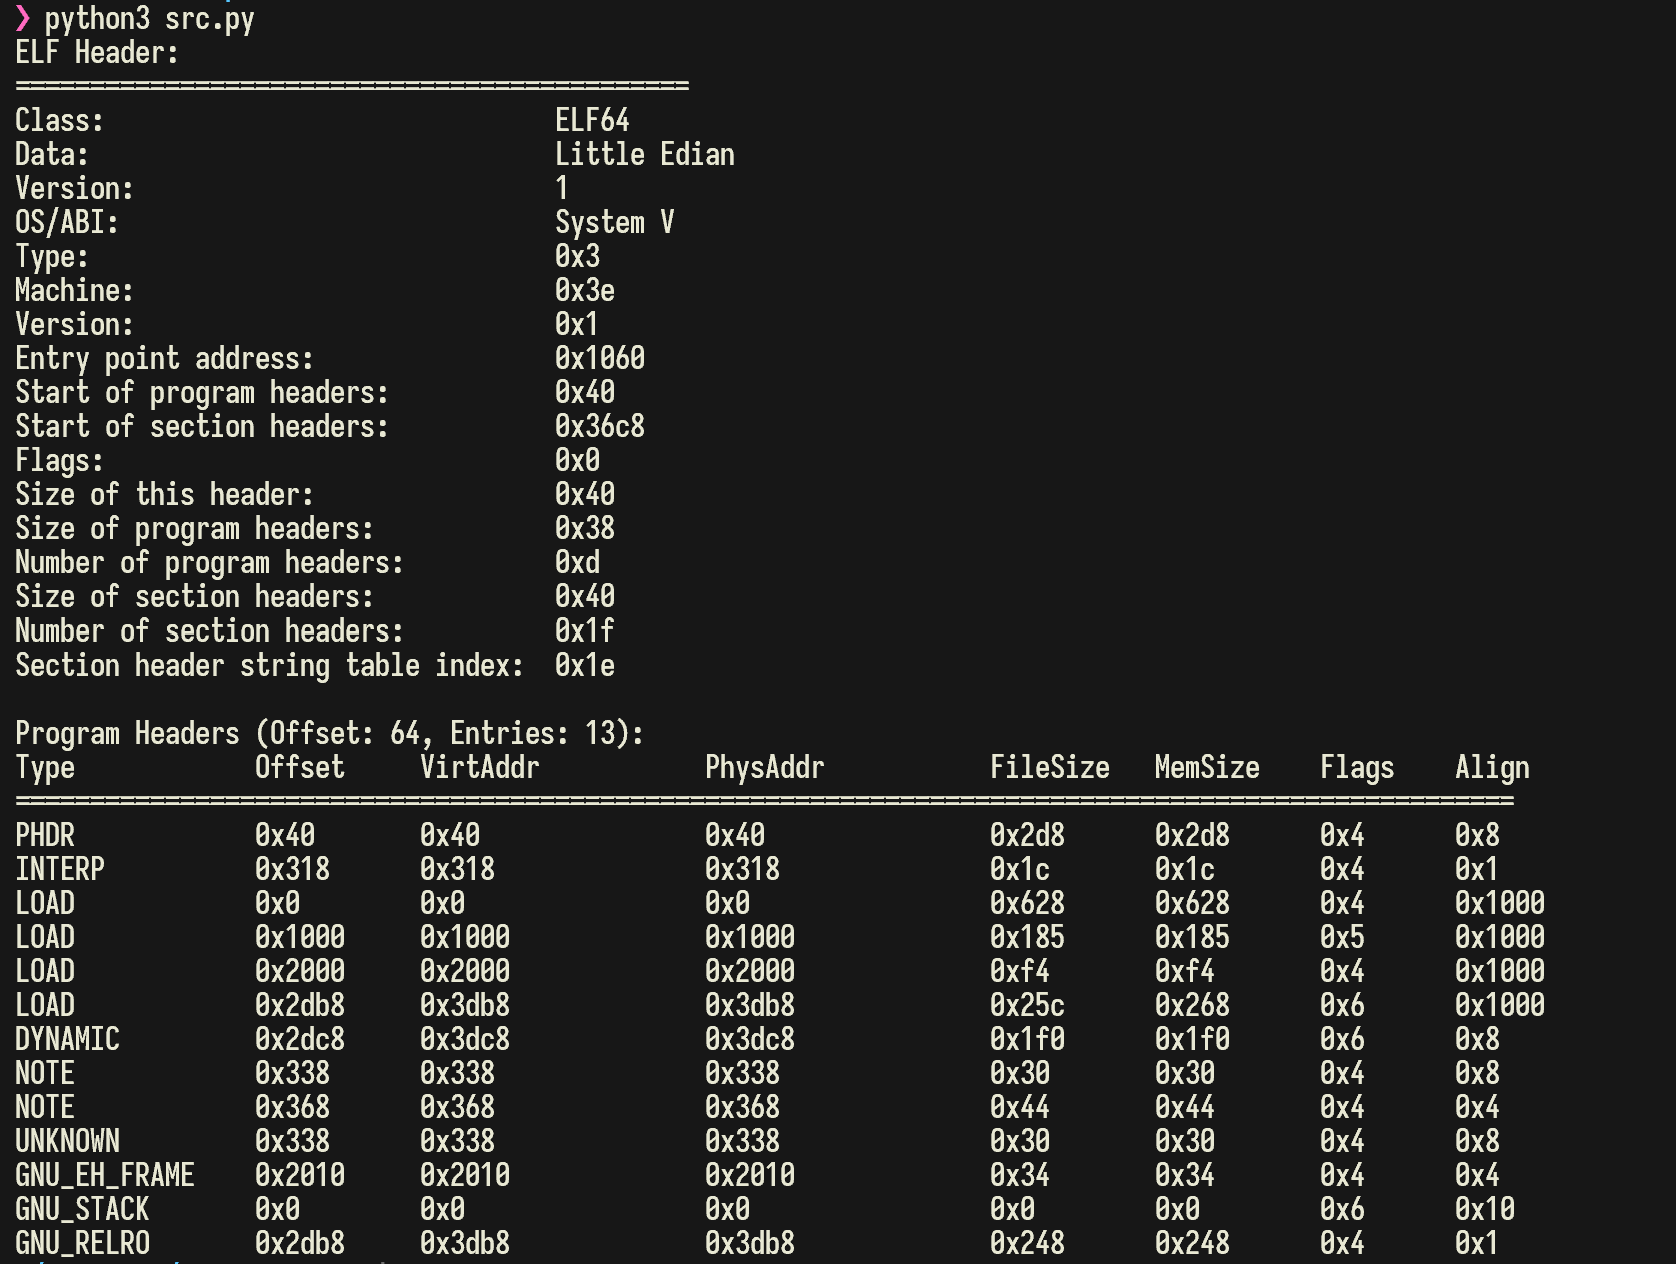 ❯ python3 src.py
ELF Header:
=============================================
Class:                              ELF64
Data:                               Little Edian
Version:                            1
OS/ABI:                             System V
Type:                               0x3
Machine:                            0x3e
Version:                            0x1
Entry point address:                0x1060
Start of program headers:           0x40
Start of section headers:           0x36c8
Flags:                              0x0
Size of this header:                0x40
Size of program headers:            0x38
Number of program headers:          0xd
Size of section headers:            0x40
Number of section headers:          0x1f
Section header string table index:  0x1e

Program Headers (Offset: 64, Entries: 13):
Type            Offset     VirtAddr           PhysAddr           FileSize   MemSize    Flags    Align
====================================================================================================
PHDR            0x40       0x40               0x40               0x2d8      0x2d8      0x4      0x8
INTERP          0x318      0x318              0x318              0x1c       0x1c       0x4      0x1
LOAD            0x0        0x0                0x0                0x628      0x628      0x4      0x1000
LOAD            0x1000     0x1000             0x1000             0x185      0x185      0x5      0x1000
LOAD            0x2000     0x2000             0x2000             0xf4       0xf4       0x4      0x1000
LOAD            0x2db8     0x3db8             0x3db8             0x25c      0x268      0x6      0x1000
DYNAMIC         0x2dc8     0x3dc8             0x3dc8             0x1f0      0x1f0      0x6      0x8
NOTE            0x338      0x338              0x338              0x30       0x30       0x4      0x8
NOTE            0x368      0x368              0x368              0x44       0x44       0x4      0x4
UNKNOWN         0x338      0x338              0x338              0x30       0x30       0x4      0x8
GNU_EH_FRAME    0x2010     0x2010             0x2010             0x34       0x34       0x4      0x4
GNU_STACK       0x0        0x0                0x0                0x0        0x0        0x6      0x10
GNU_RELRO       0x2db8     0x3db8             0x3db8             0x248      0x248      0x4      0x1